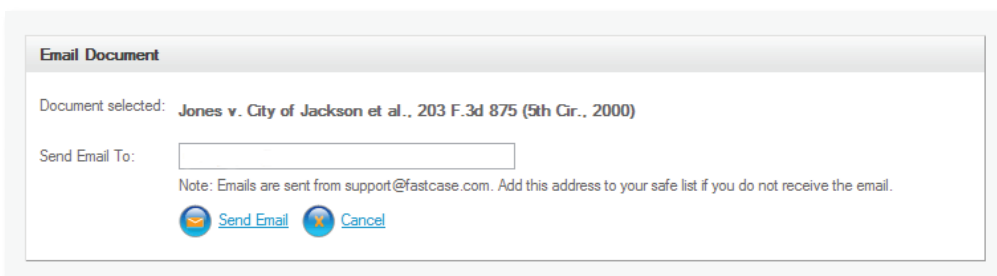 Email Document
Document selected: Jones v. City of Jackson et al., 203 F.3d 875 (5th Cir., 2000)
Send Email To:
Note: Emails are sent from support@fastcase.com. Add this address to your safe list if you do not receive the email.
Send Email Cancel